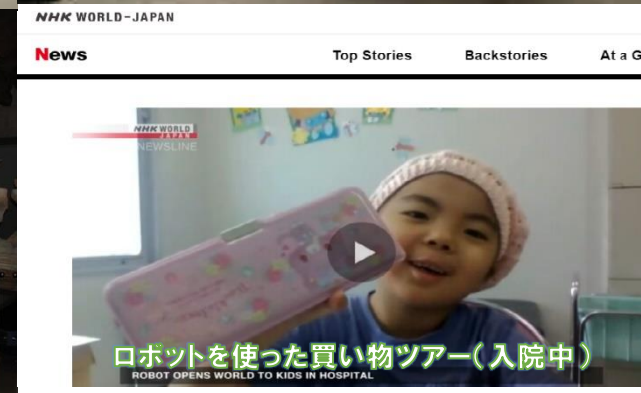 NHK WORLD-JAPAN
News
Top Stories
Backstories
At a G
NHK WORLD
JAPAN
NEWSLINE
ロボットを使った買い物ツアー(入院中)
ROBOT OPENS WORLD TO KIDS IN HOSPITAL